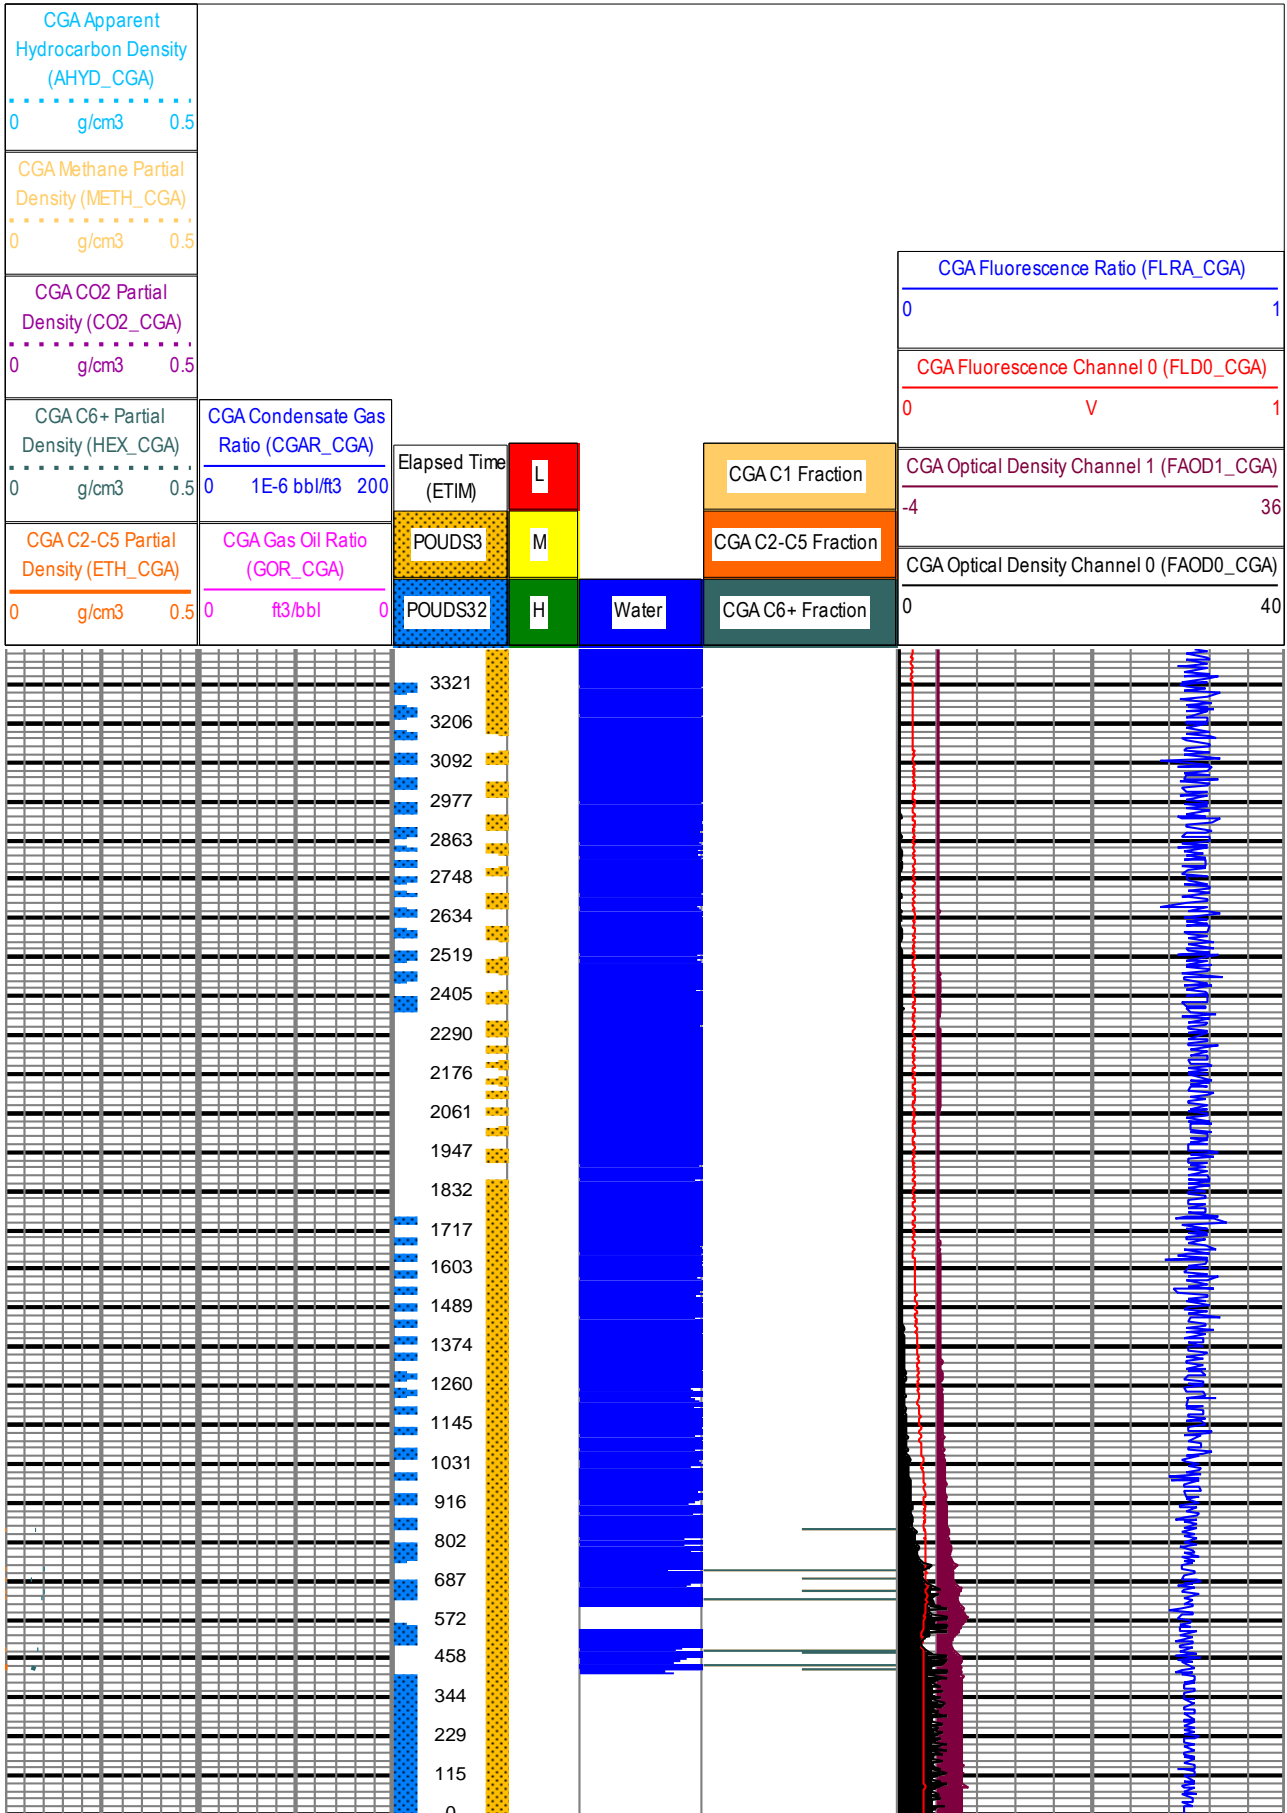 CGA Apparent
Hydrocarbon Density
(AHYD_CGA)
0 g/cm3 0.5
CGA Methane Partial
Density (METH_CGA)
0 g/cm3 0.5
CGA CO2 Partial
Density (CO2_CGA)
0 g/cm3 0.5
CGA C6+ Partial
Density (HEX_CGA)
0 g/cm3 0.5
CGA C2-C5 Partial
Density (ETH_CGA)
0 g/cm3 0.5
CGA Condensate Gas
Ratio (CGAR_CGA)
0 1E-6 bbl/ft3 200
CGA Gas Oil Ratio
(GOR_CGA)
0 ft3/bbl 0
Elapsed Time
(ETIM)
POUDS3
POUDS32
L
M
H
Water
CGA C1 Fraction
CGA C2-C5 Fraction
CGA C6+ Fraction
CGA Fluorescence Ratio (FLRA_CGA)
0 1
CGA Fluorescence Channel 0 (FLD0_CGA)
0 V 1
CGA Optical Density Channel 1 (FAOD1_CGA)
-4 36
CGA Optical Density Channel 0 (FAOD0_CGA)
0 40
3321
3206
3092
2977
2863
2748
2634
2519
2405
2290
2176
2061
1947
1832
1717
1603
1489
1374
1260
1145
1031
916
802
687
572
458
344
229
115
0